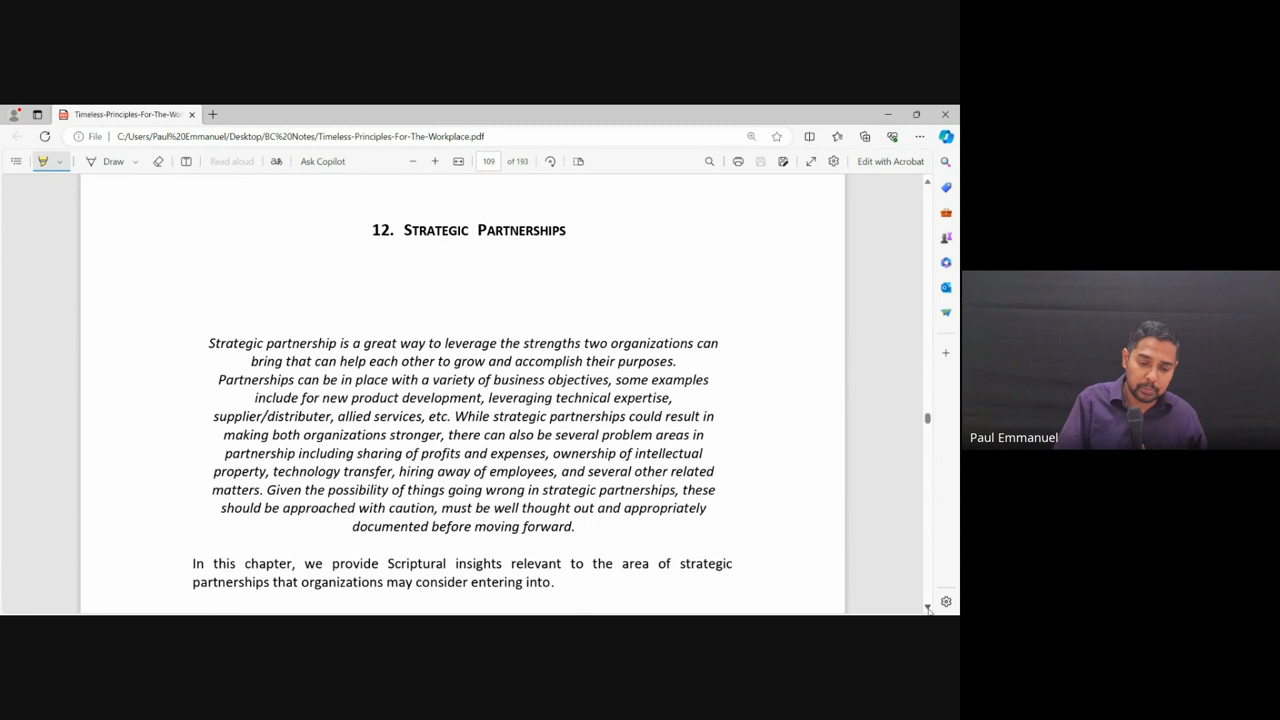 Timeless-Principles-For-The-Wor
File C:/Users/Paul%20Emmanuel/Desktop/BC%20Notes/Timeless-Principles-For-The-Workplace.pdf
Draw Read aloud Ask Copilot 109 of 193 Edit with Acrobat
12. STRATEGIC PARTNERSHIPS
Strategic partnership is a great way to leverage the strengths two organizations can
bring that can help each other to grow and accomplish their purposes.
Partnerships can be in place with a variety of business objectives, some examples
include for new product development, leveraging technical expertise,
supplier/distributer, allied services, etc. While strategic partnerships could result in
making both organizations stronger, there can also be several problem areas in
partnership including sharing of profits and expenses, ownership of intellectual
property, technology transfer, hiring away of employees, and several other related
matters. Given the possibility of things going wrong in strategic partnerships, these
should be approached with caution, must be well thought out and appropriately
documented before moving forward.
In this chapter, we provide Scriptural insights relevant to the area of strategic
partnerships that organizations may consider entering into.
Paul Emmanuel